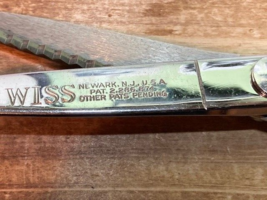 WISS
NEWARK, N.J., U.S.A.
PAT.
OTHER PATS PENDING